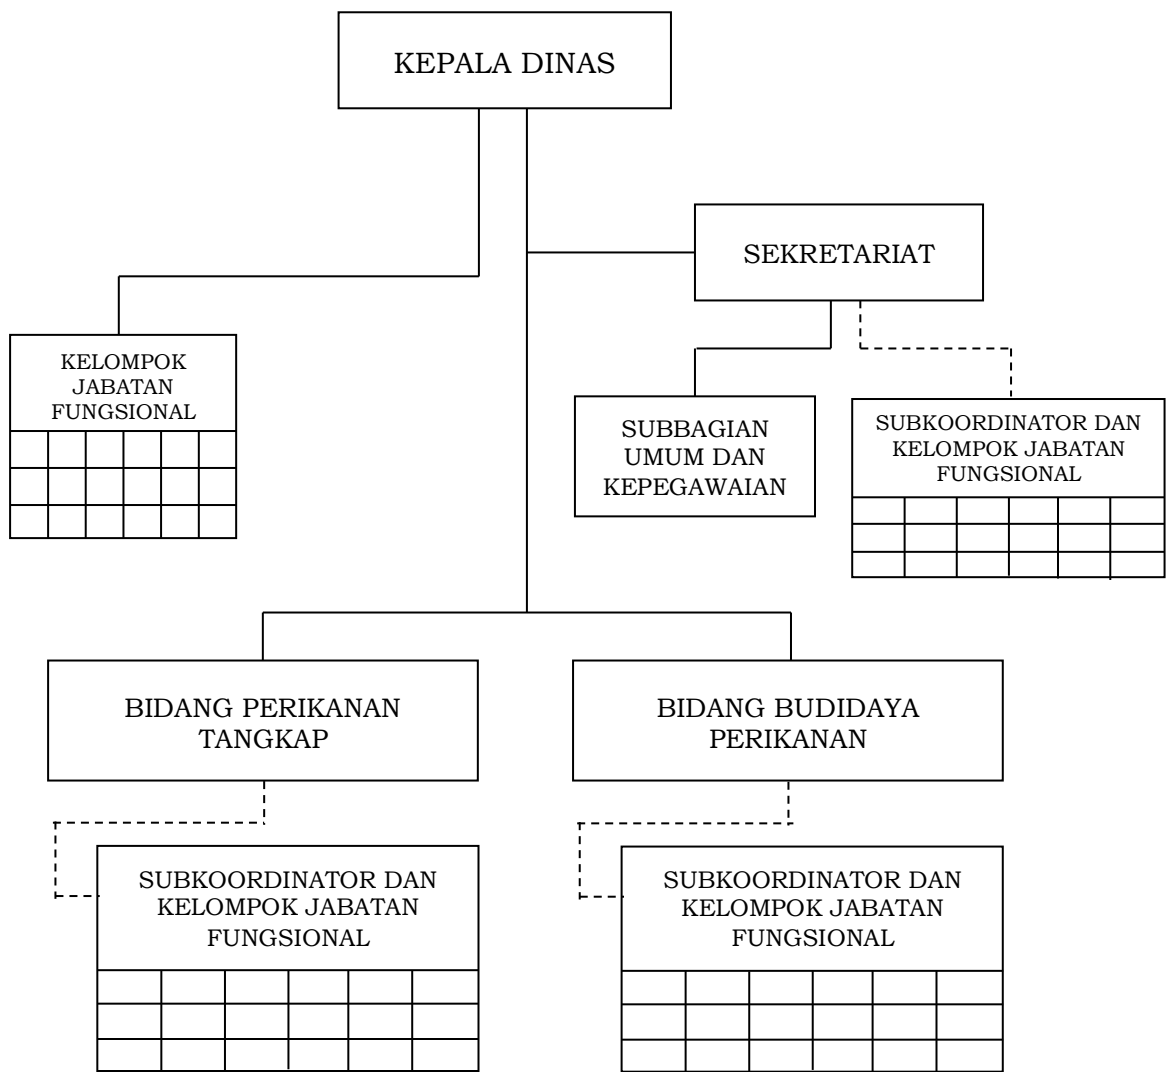 KEPALA DINAS
SEKRETARIAT
KELOMPOK
JABATAN
FUNGSIONAL
SUBBAGIAN
UMUM DAN
KEPEGAWAIAN
SUBKOORDINATOR DAN
KELOMPOK JABATAN
FUNGSIONAL
BIDANG PERIKANAN
TANGKAP
BIDANG BUDIDAYA
PERIKANAN
SUBKOORDINATOR DAN
KELOMPOK JABATAN
FUNGSIONAL
SUBKOORDINATOR DAN
KELOMPOK JABATAN
FUNGSIONAL